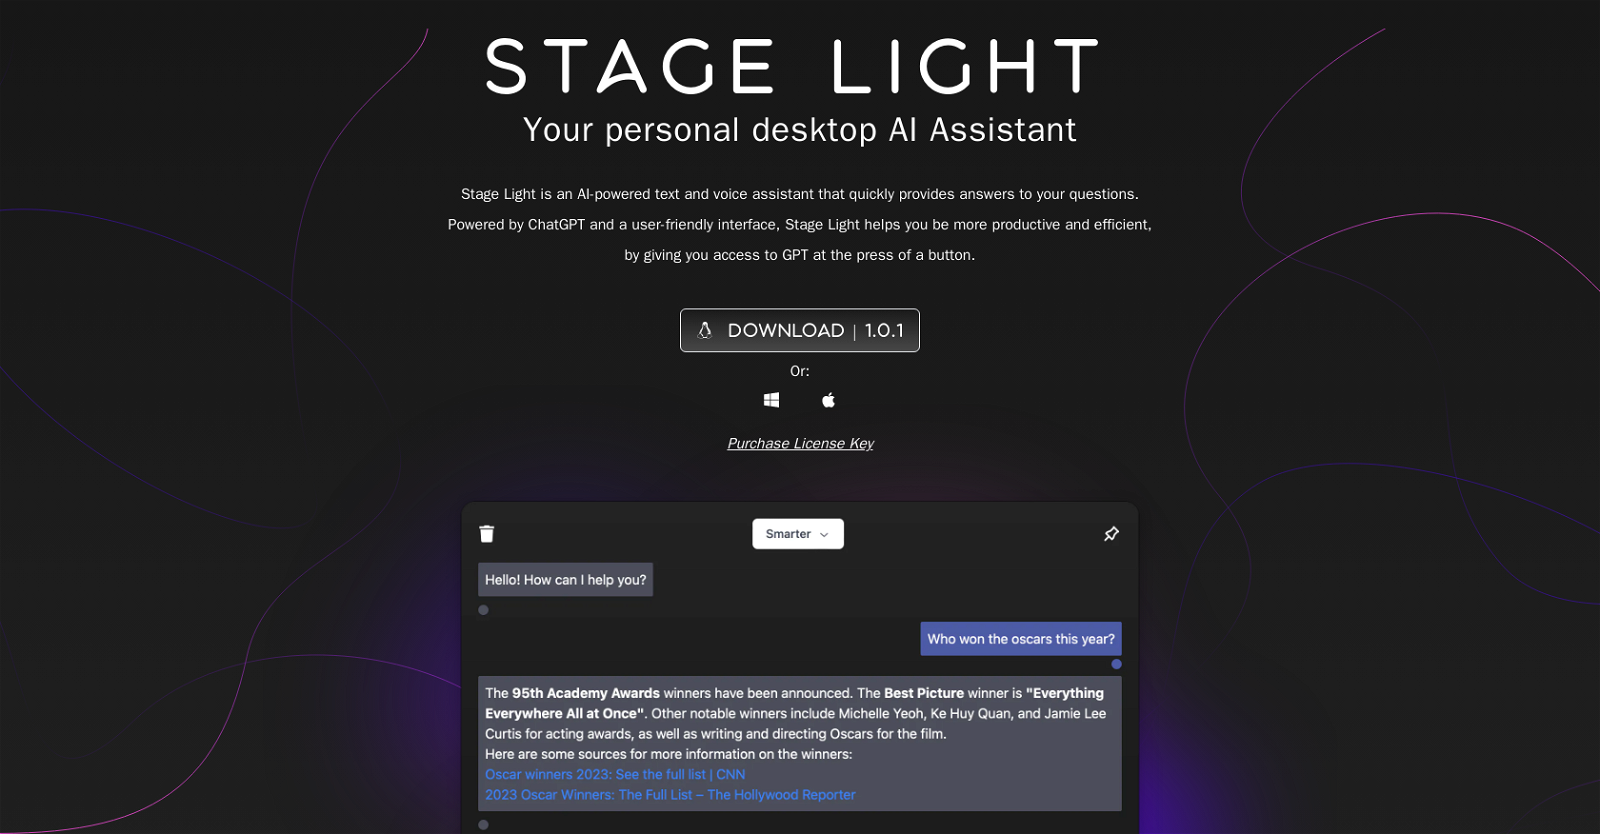 STAGE LIGHT
Your personal desktop AI Assistant
Stage Light is an AI-powered text and voice assistant that quickly provides answers to your questions.
Powered by ChatGPT and a user-friendly interface, Stage Light helps you be more productive and efficient,
by giving you access to GPT at the press of a button.
DOWNLOAD | 1.0.1
Or:
Purchase License Key
Smarter
Hello! How can I help you?
Who won the oscars this year?
The 95th Academy Awards winners have been announced. The Best Picture winner is "Everything
Everywhere All at Once". Other notable winners include Michelle Yeoh, Ke Huy Quan, and Jamie Lee
Curtis for acting awards, as well as writing and directing Oscars for the film.
Here are some sources for more information on the winners:
Oscar winners 2023: See the full list | CNN
2023 Oscar Winners: The Full List – The Hollywood Reporter